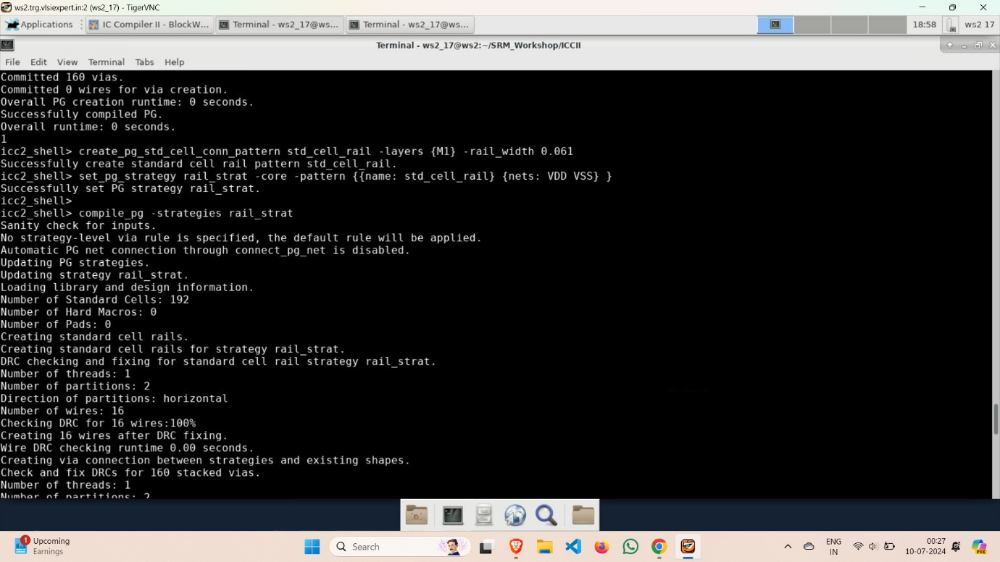 ws2.trg.vlsiexpert.in:2 (ws2_17) - TigerVNC
Applications
IC Compiler II - BlockW...
Terminal - ws2_17@ws...
Terminal - ws2_17@ws...
18:58
ws2 17
Terminal - ws2_17@ws2:~/SRM_Workshop/ICCII
File Edit View Terminal Tabs Help
Committed 160 vias.
Committed 0 wires for via creation.
Overall PG creation runtime: 0 seconds.
Successfully compiled PG.
Overall runtime: 0 seconds.
1
icc2_shell> create_pg_std_cell_conn_pattern std_cell_rail -layers {M1} -rail_width 0.061
Successfully create standard cell rail pattern std_cell_rail.
icc2_shell> set_pg_strategy rail_strat -core -pattern {{name: std_cell_rail} {nets: VDD VSS} }
Successfully set PG strategy rail_strat.
icc2_shell>
icc2_shell> compile_pg -strategies rail_strat
Sanity check for inputs.
No strategy-level via rule is specified, the default rule will be applied.
Automatic PG net connection through connect_pg_net is disabled.
Updating PG strategies.
Updating strategy rail_strat.
Loading library and design information.
Number of Standard Cells: 192
Number of Hard Macros: 0
Number of Pads: 0
Creating standard cell rails.
Creating standard cell rails for strategy rail_strat.
DRC checking and fixing for standard cell rail strategy rail_strat.
Number of threads: 1
Number of partitions: 2
Direction of partitions: horizontal
Number of wires: 16
Checking DRC for 16 wires:100%
Creating 16 wires after DRC fixing.
Wire DRC checking runtime 0.00 seconds.
Creating via connection between strategies and existing shapes.
Check and fix DRCs for 160 stacked vias.
Number of threads: 1
Number of partitions: 2
1
Upcoming
Earnings
Search
ENG
IN
00:27
10-07-2024
PRE